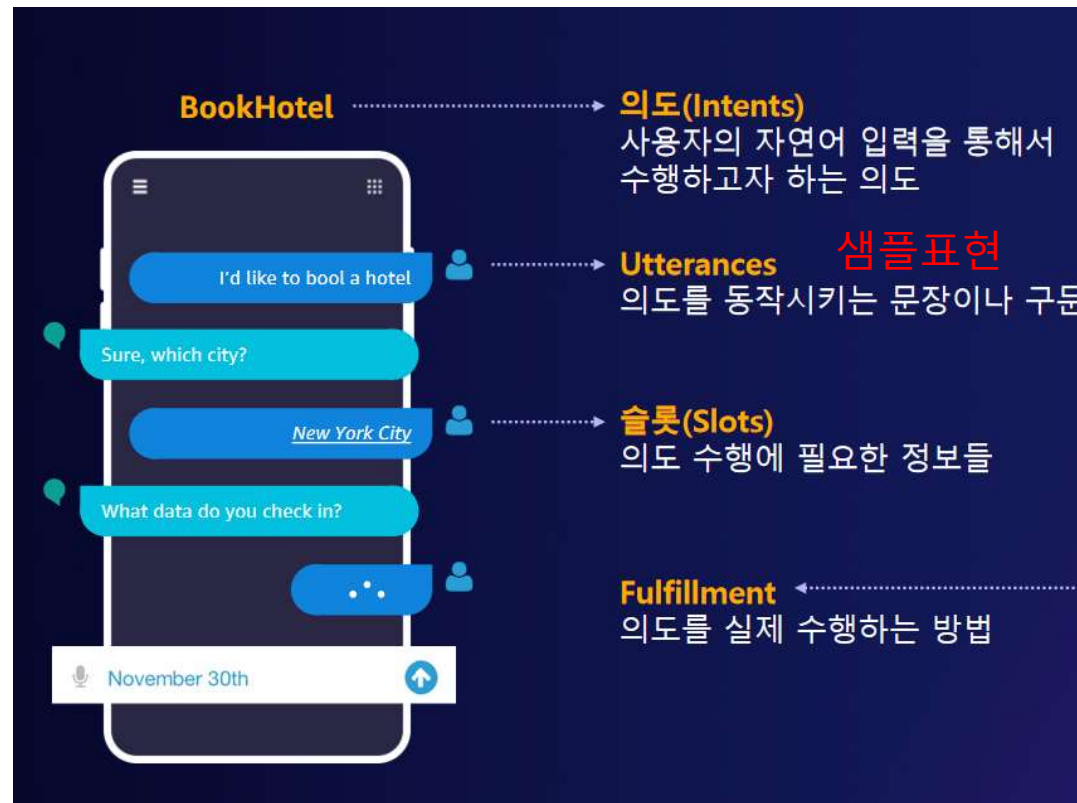 BookHotel
의도(Intents)
사용자의 자연어 입력을 통해서
수행하고자 하는 의도
I'd like to bool a hotel
Utterances
샘플표현
의도를 동작시키는 문장이나 구문
Sure, which city?
New York City
슬롯(Slots)
의도 수행에 필요한 정보들
What data do you check in?
Fulfillment
의도를 실제 수행하는 방법
November 30th